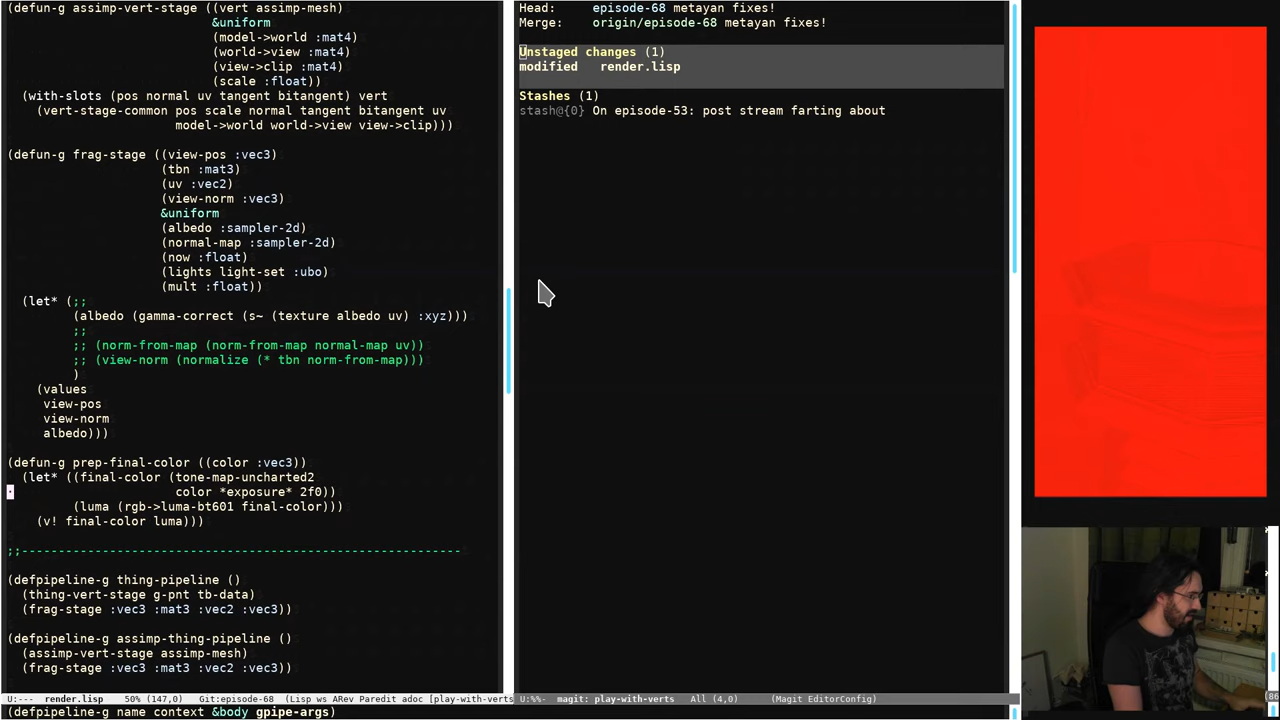 (defun-g assimp-vert-stage ((vert assimp-mesh)
&uniform
(model->world :mat4)
(world->view :mat4)
(view->clip :mat4)
(scale :float))
(with-slots (pos normal uv tangent bitangent) vert
(vert-stage-common pos scale normal tangent bitangent uv
model->world world->view view->clip)))
(defun-g frag-stage ((view-pos :vec3)
(tbn :mat3)
(uv :vec2)
(view-norm :vec3)
&uniform
(albedo :sampler-2d)
(normal-map :sampler-2d)
(now :float)
(lights light-set :ubo)
(mult :float))
(let* (;;
(albedo (gamma-correct (s~ (texture albedo uv) :xyz)))
;;
;; (norm-from-map (norm-from-map normal-map uv))
;; (view-norm (normalize (* tbn norm-from-map)))
)
(values
view-pos
view-norm
albedo)))
(defun-g prep-final-color ((color :vec3))
(let* ((final-color (tone-map-uncharted2
color *exposure* 2f0))
(luma (rgb->luma-bt601 final-color)))
(v! final-color luma)))
;;------------------------------------------------------------
(defpipeline-g thing-pipeline ()
(thing-vert-stage g-pnt tb-data)
(frag-stage :vec3 :mat3 :vec2 :vec3))
(defpipeline-g assimp-thing-pipeline ()
(assimp-vert-stage assimp-mesh)
(frag-stage :vec3 :mat3 :vec2 :vec3))
U:--- render.lisp 50% (147,0) Git:episode-68 (Lisp ws ARev Paredit adoc [play-with-verts
(defpipeline-g name context &body gpipe-args)
Head: episode-68 metayan fixes!
Merge: origin/episode-68 metayan fixes!
Unstaged changes (1)
modified render.lisp
Stashes (1)
stash@{0} On episode-53: post stream farting about
U:%%- magit: play-with-verts All (4,0) (Magit EditorConfig)
(86